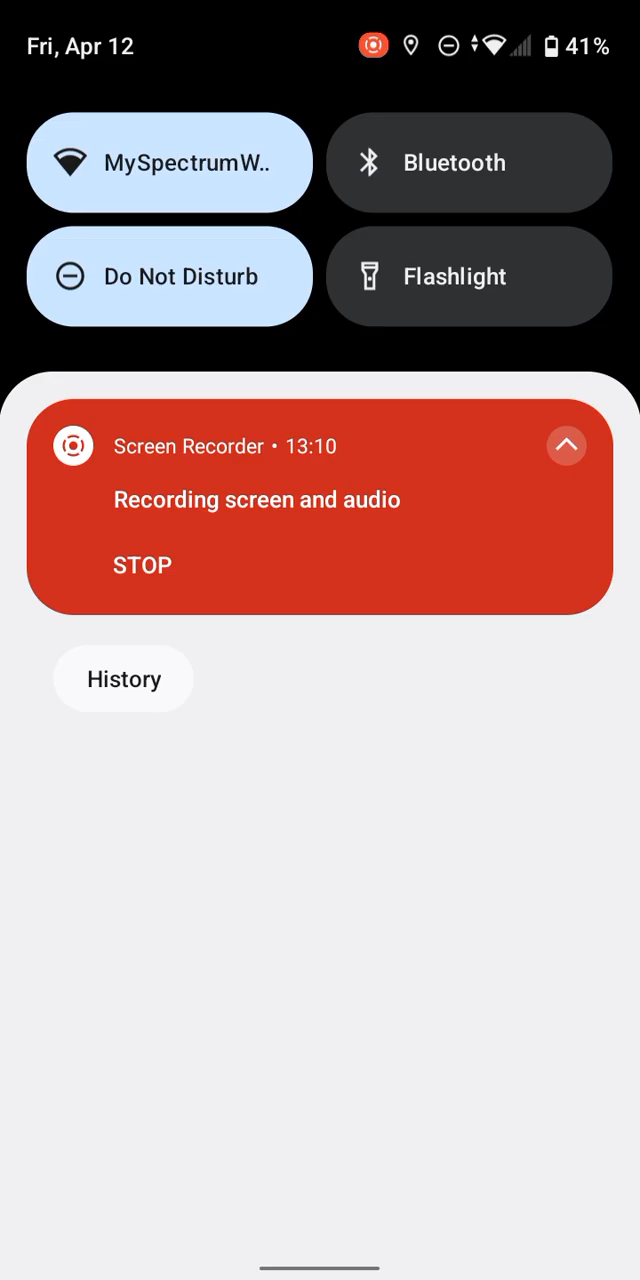 Fri, Apr 12
41%
MySpectrumW..
Bluetooth
Do Not Disturb
Flashlight
Screen Recorder • 13:10
Recording screen and audio
STOP
History